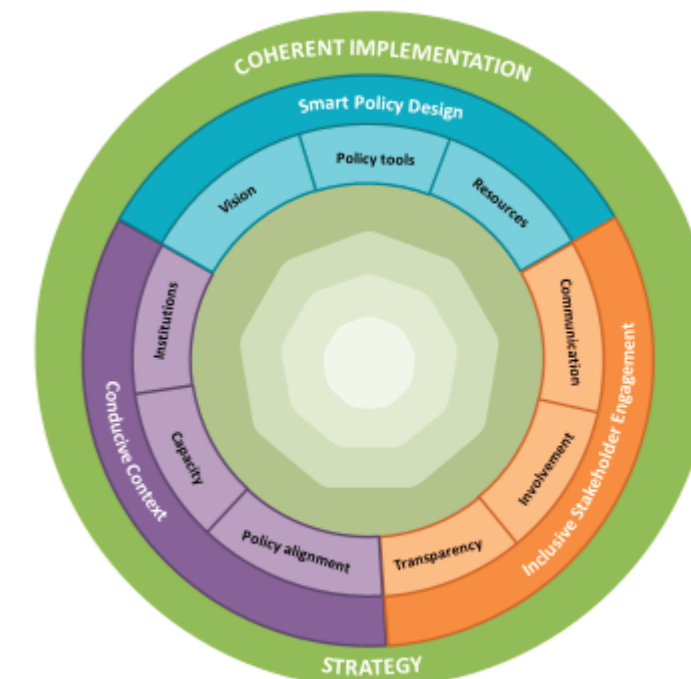 COHERENT IMPLEMENTATION
Smart Policy Design
Vision
Policy tools
Resources
Communication
Involvement
Transparency
Inclusive Stakeholder Engagement
Policy alignment
Capacity
Institutions
Conducive Context
STRATEGY